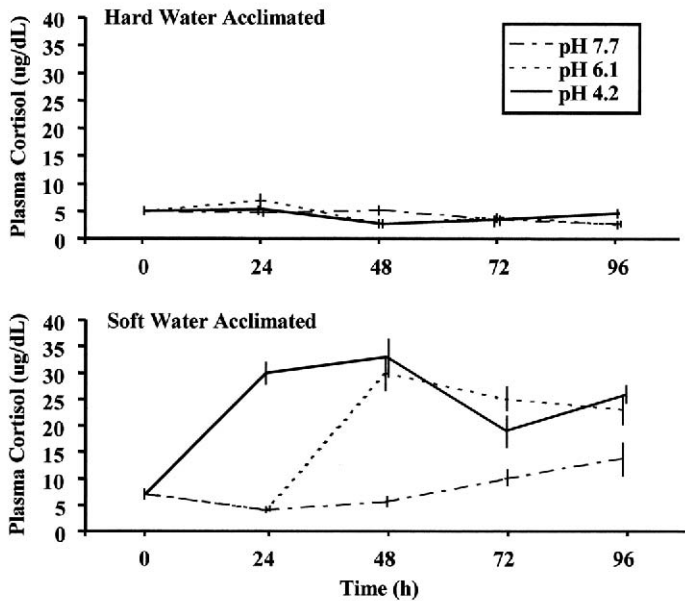 Hard Water Acclimated
Plasma Cortisol (ug/dL)
40
35
30
25
20
15
10
5
0
0 24 48 72 96
pH 7.7
pH 6.1
pH 4.2
Soft Water Acclimated
Plasma Cortisol (ug/dL)
40
35
30
25
20
15
10
5
0
0 24 48 72 96
Time (h)